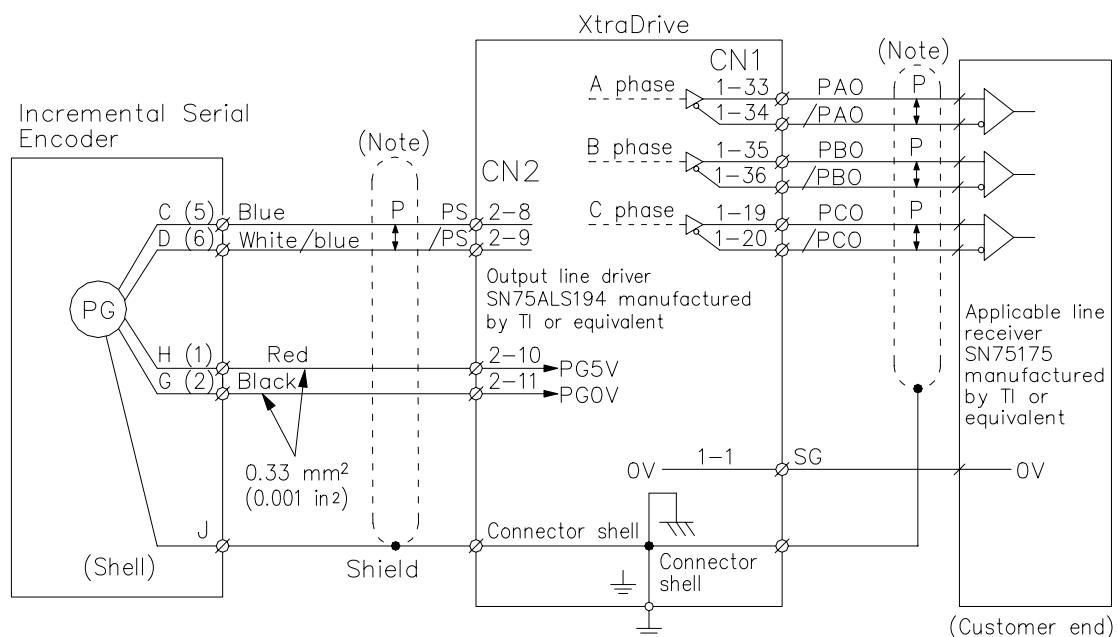 XtraDrive
Incremental Serial
Encoder
(Note)
CN2
CN1
(Note)
A phase
1-33
PAO
P
1-34
/PAO
B phase
1-35
PBO
P
1-36
/PBO
C phase
1-19
PCO
P
1-20
/PCO
C (5)
Blue
P
PS
2-8
D (6)
White/blue
/PS
2-9
PG
Output line driver
SN75ALS194 manufactured
by TI or equivalent
H (1)
Red
2-10
PG5V
G (2)
Black
2-11
PG0V
0.33 mm²
(0.001 in²)
Applicable line
receiver
SN75175
manufactured
by TI or
equivalent
0V
1-1
SG
0V
J
(Shell)
Shield
Connector shell
Connector
shell
(Customer end)